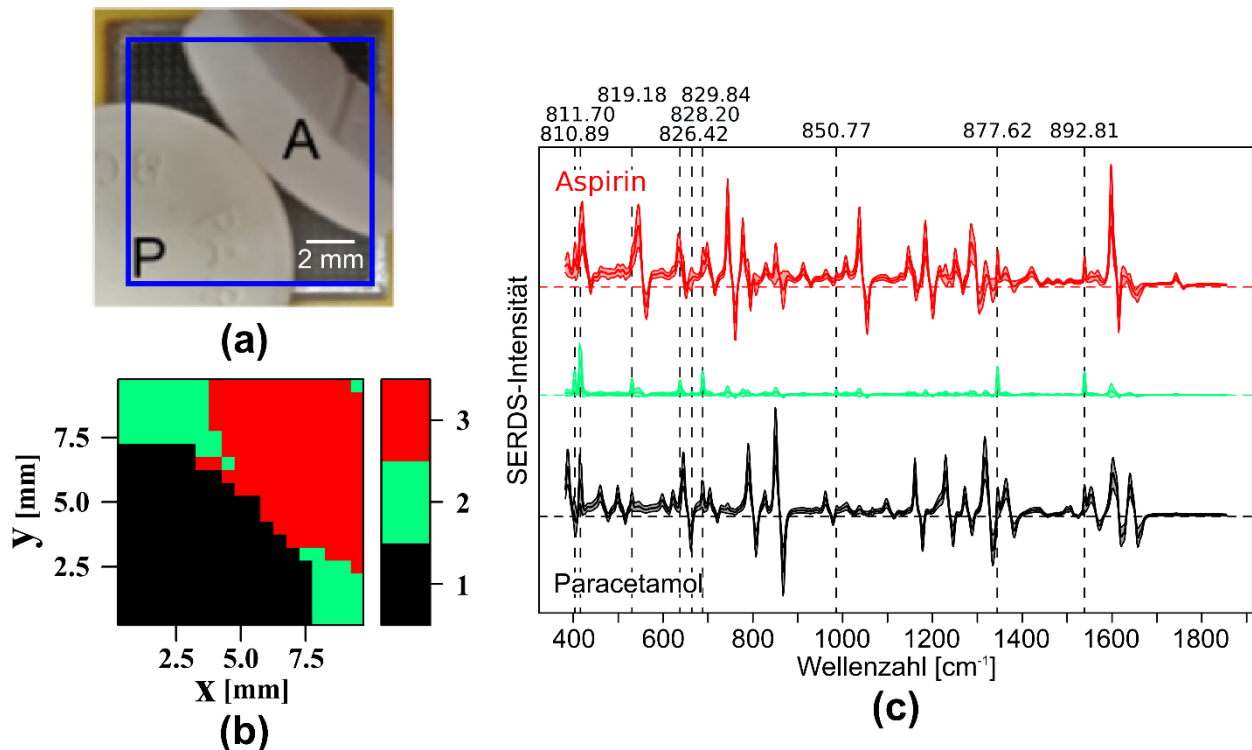 A
P
2 mm
(a)
3
2
1
7.5
5.0
2.5
y [mm]
2.5 5.0 7.5
x [mm]
(b)
819.18 829.84
811.70 828.20
810.89 826.42 850.77 877.62 892.81
Aspirin
SERDS-Intensität
Paracetamol
400 600 800 1000 1200 1400 1600 1800
Wellenzahl [cm⁻¹]
(c)